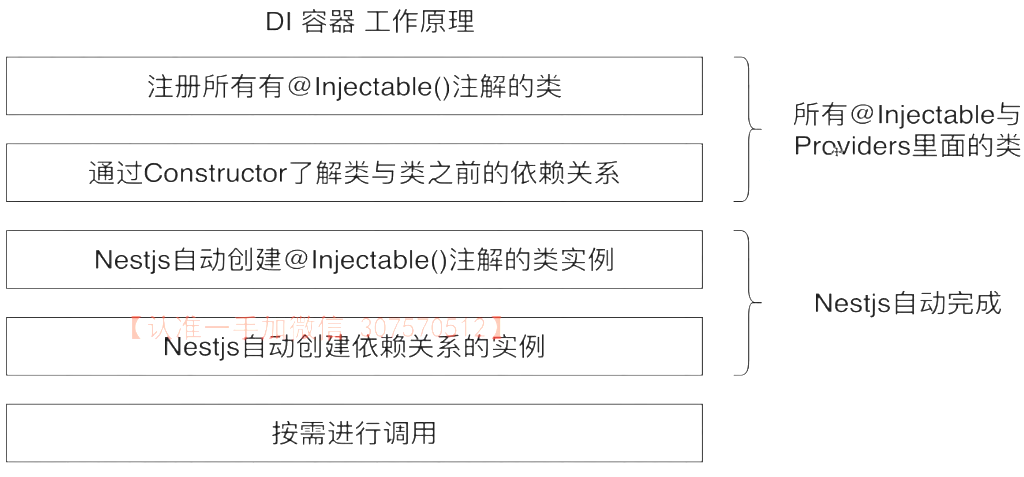 DI 容器 工作原理
注册所有有@Injectable()注解的类
所有@Injectable与
Providers里面的类
通过Constructor了解类与类之前的依赖关系
Nestjs自动创建@Injectable()注解的类实例
Nestjs自动完成
【认准一手加微信 307570512】
Nestjs自动创建依赖关系的实例
按需进行调用